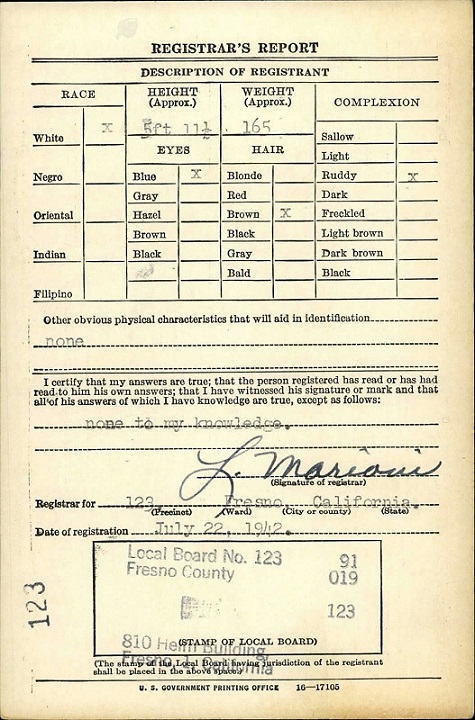 REGISTRAR'S REPORT
DESCRIPTION OF REGISTRANT
RACE
HEIGHT (Approx.)
WEIGHT (Approx.)
COMPLEXION
White X
5ft 11½
165
Sallow
EYES
HAIR
Light
Negro
Blue X
Blonde
Ruddy X
Gray
Red
Dark
Oriental
Hazel
Brown X
Freckled
Brown
Black
Light brown
Indian
Black
Gray
Dark brown
Bald
Black
Filipino
Other obvious physical characteristics that will aid in identification
none
I certify that my answers are true; that the person registered has read or has had
read to him his own answers; that I have witnessed his signature or mark and that
all of his answers of which I have knowledge are true, except as follows:
none to my knowledge.
L. Marioni
(Signature of registrar)
Registrar for 123 Fresno, California.
(Precinct) (Ward) (City or county) (State)
Date of registration July 22, 1942.
Local Board No. 123 91
Fresno County 019
123
123
810 Helm Building
(STAMP OF LOCAL BOARD)
Fresno, California
(The stamp of the Local Board having jurisdiction of the registrant
shall be placed in the above space.)
U. S. GOVERNMENT PRINTING OFFICE 16—17105